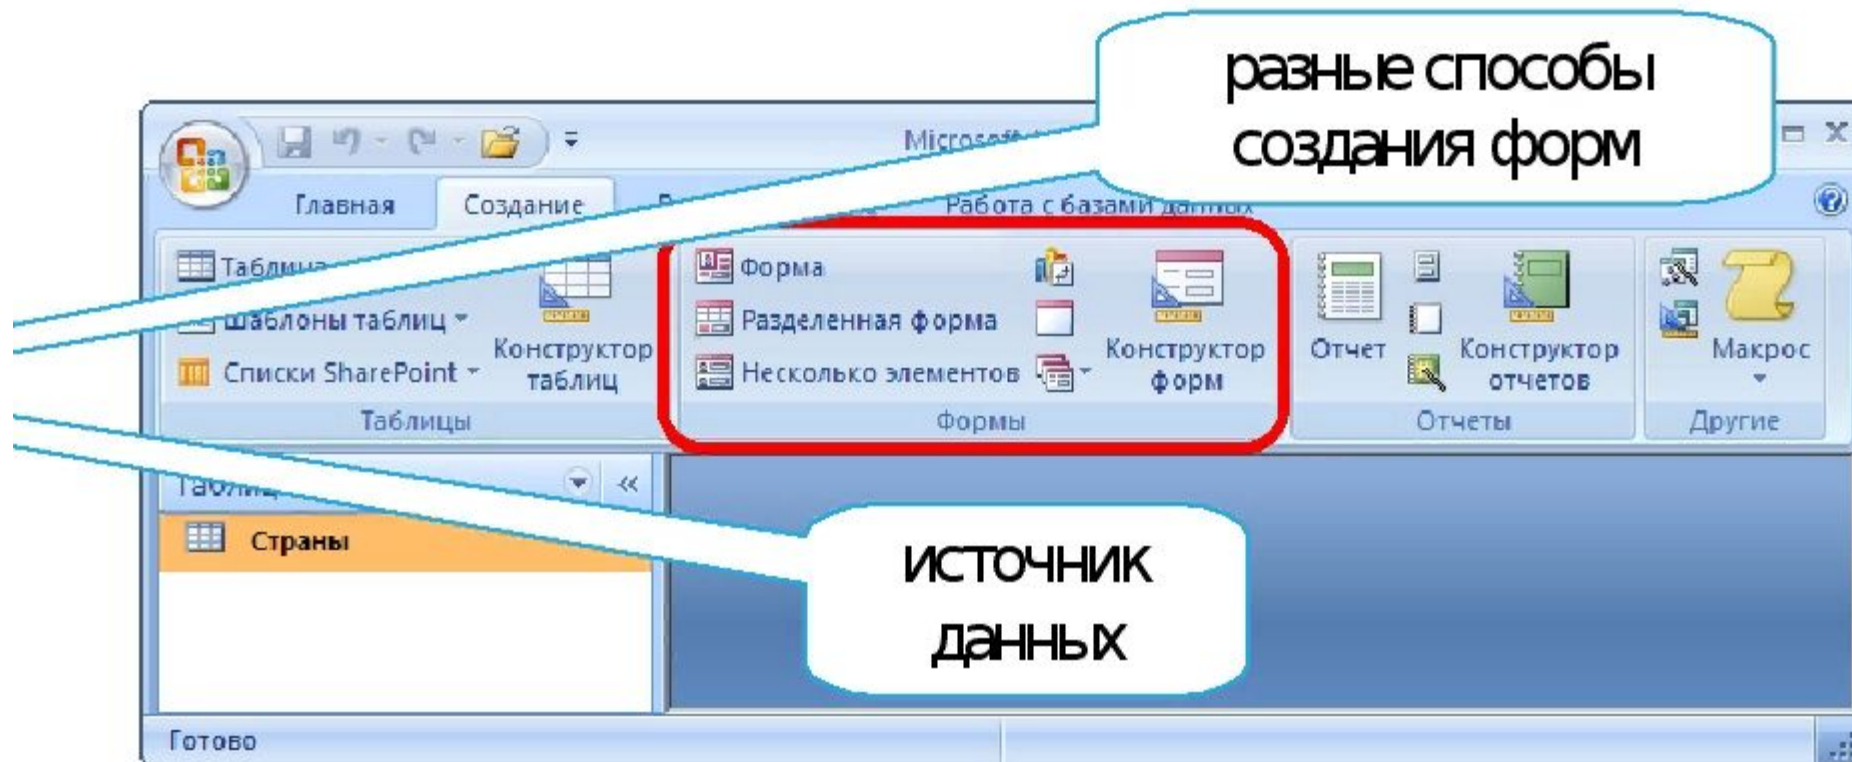 разные способы
создания форм
Главная
Создание
Работа с базами данных
Таблица
Шаблоны таблиц
Списки SharePoint
Конструктор
таблиц
Таблицы
Форма
Разделенная форма
Несколько элементов
Конструктор
форм
Формы
Отчет
Конструктор
отчетов
Отчеты
Макрос
Другие
Страны
источник
данных
Готово